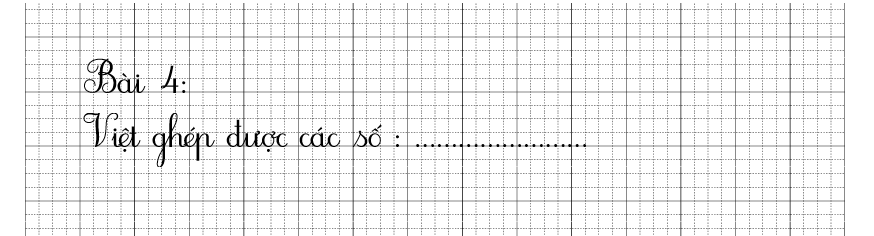 Bài 4:
Việt ghép được các số : ........................